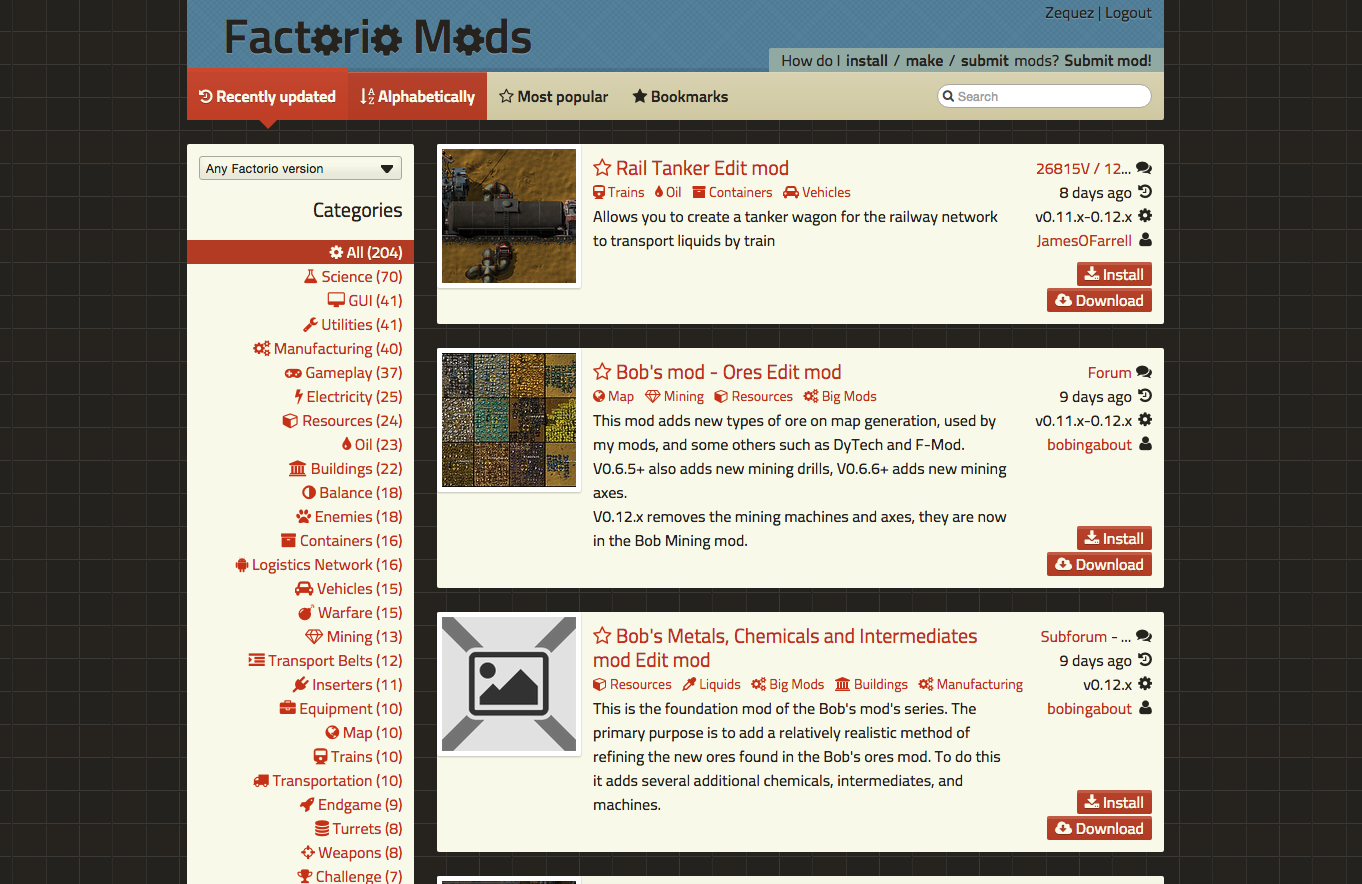 Factorio Mods
Zequez | Logout
How do I install / make / submit mods? Submit mod!
Recently updated
Alphabetically
Most popular
Bookmarks
Search
Any Factorio version
Categories
All (204)
Science (70)
GUI (41)
Utilities (41)
Manufacturing (40)
Gameplay (37)
Electricity (25)
Resources (24)
Oil (23)
Buildings (22)
Balance (18)
Enemies (18)
Containers (16)
Logistics Network (16)
Vehicles (15)
Warfare (15)
Mining (13)
Transport Belts (12)
Inserters (11)
Equipment (10)
Map (10)
Trains (10)
Transportation (10)
Endgame (9)
Turrets (8)
Weapons (8)
Challenge (7)
Rail Tanker Edit mod
Trains Oil Containers Vehicles
Allows you to create a tanker wagon for the railway network
to transport liquids by train
26815V / 12...
8 days ago
v0.11.x-0.12.x
JamesOFarrell
Install
Download
Bob's mod - Ores Edit mod
Map Mining Resources Big Mods
This mod adds new types of ore on map generation, used by
my mods, and some others such as DyTech and F-Mod.
V0.6.5+ also adds new mining drills, V0.6.6+ adds new mining
axes.
V0.12.x removes the mining machines and axes, they are now
in the Bob Mining mod.
Forum
9 days ago
v0.11.x-0.12.x
bobingabout
Install
Download
Bob's Metals, Chemicals and Intermediates
mod Edit mod
Resources Liquids Big Mods Buildings Manufacturing
This is the foundation mod of the Bob's mod's series. The
primary purpose is to add a relatively realistic method of
refining the new ores found in the Bob's ores mod. To do this
it adds several additional chemicals, intermediates, and
machines.
Subforum - ...
9 days ago
v0.12.x
bobingabout
Install
Download